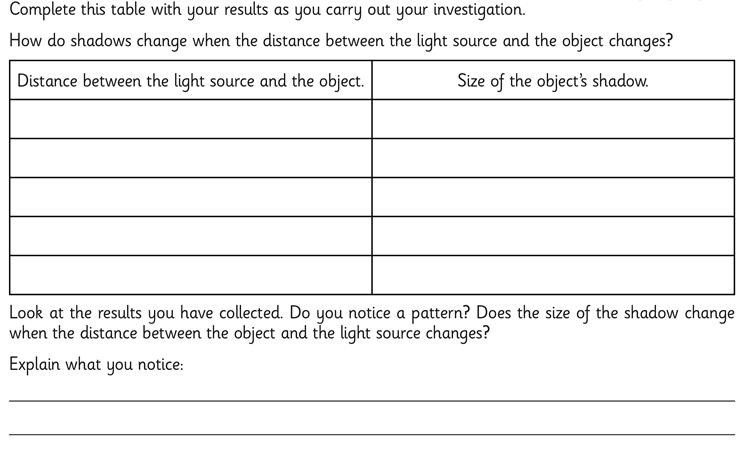 Complete this table with your results as you carry out your investigation.
How do shadows change when the distance between the light source and the object changes?
Distance between the light source and the object.
Size of the object's shadow.
Look at the results you have collected. Do you notice a pattern? Does the size of the shadow change
when the distance between the object and the light source changes?
Explain what you notice: